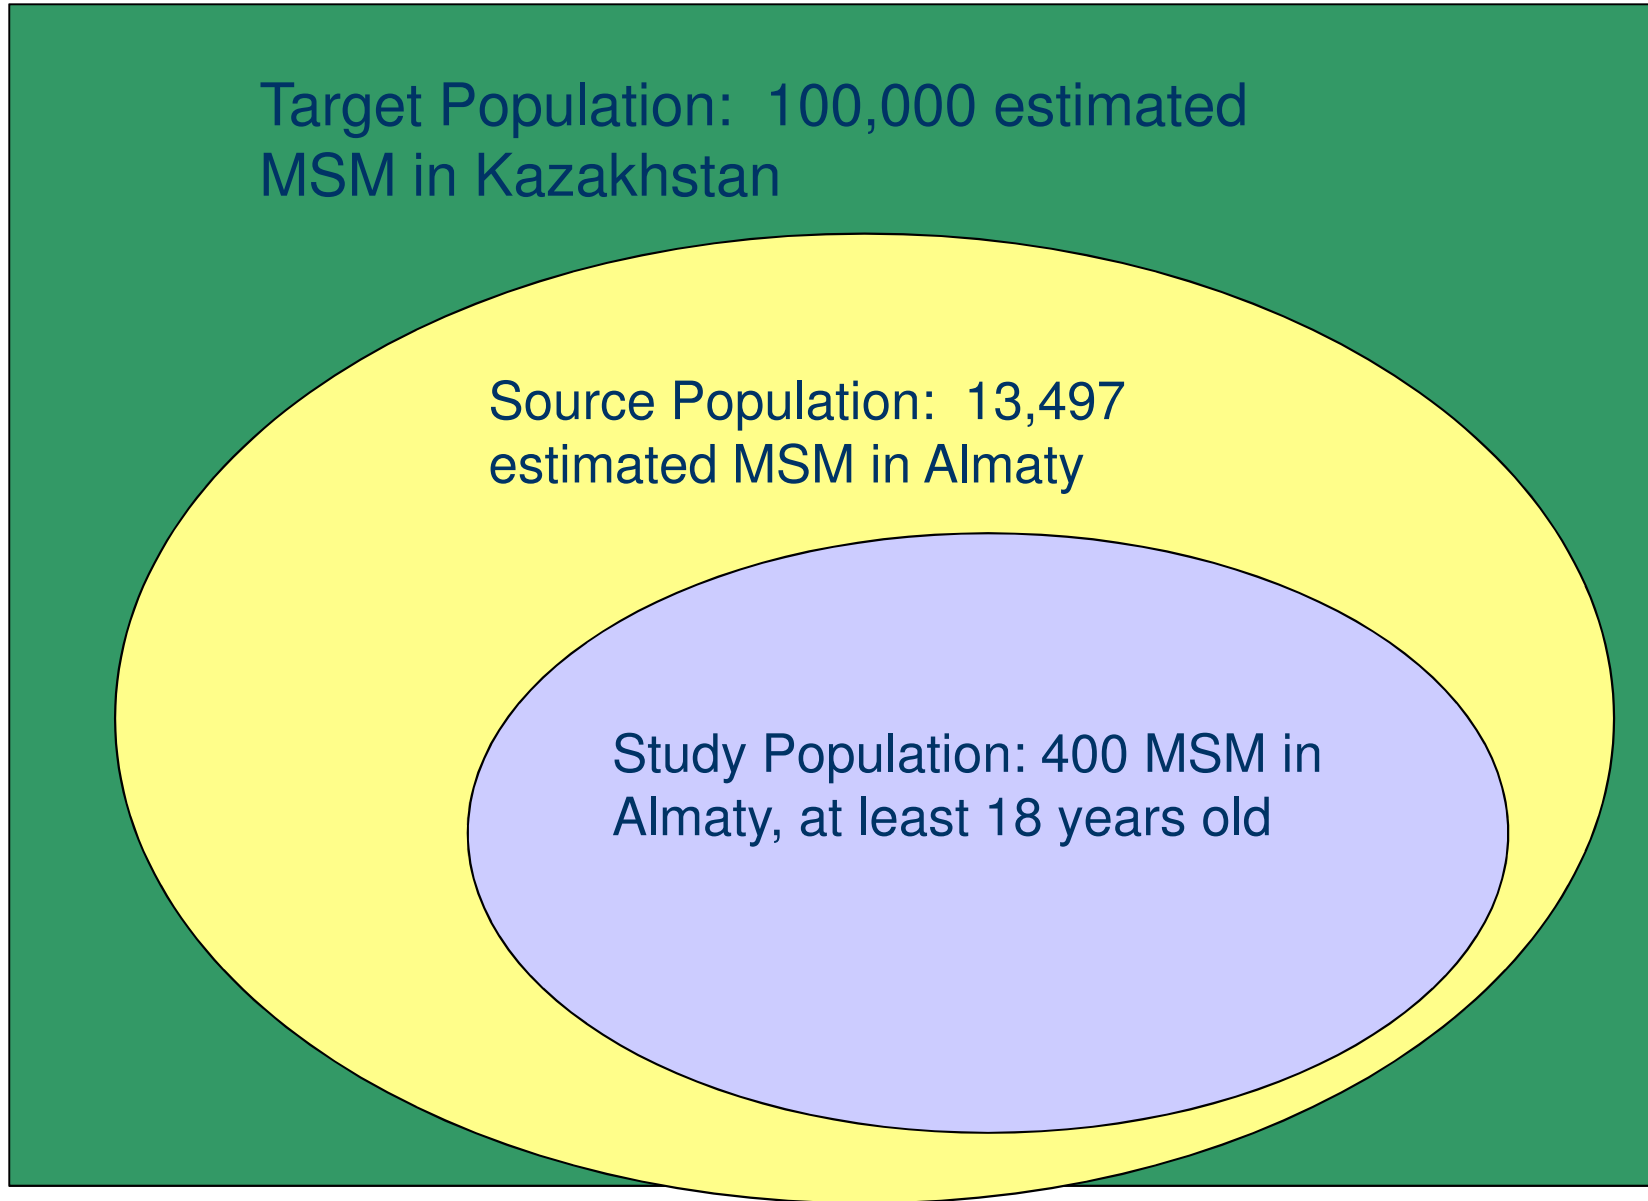 Target Population:  100,000 estimated
MSM in Kazakhstan
Source Population:  13,497
estimated MSM in Almaty
Study Population: 400 MSM in
Almaty, at least 18 years old